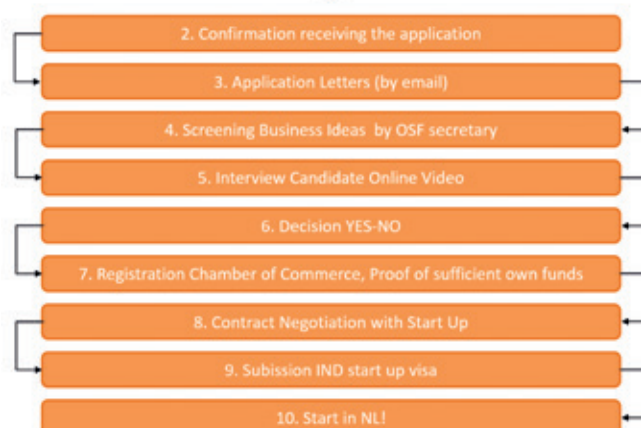 2. Confirmation receiving the application
3. Application Letters (by email)
4. Screening Business Ideas by OSF secretary
5. Interview Candidate Online Video
6. Decision YES-NO
7. Registration Chamber of Commerce, Proof of sufficient own funds
8. Contract Negotiation with Start Up
9. Subission IND start up visa
10. Start in NL!